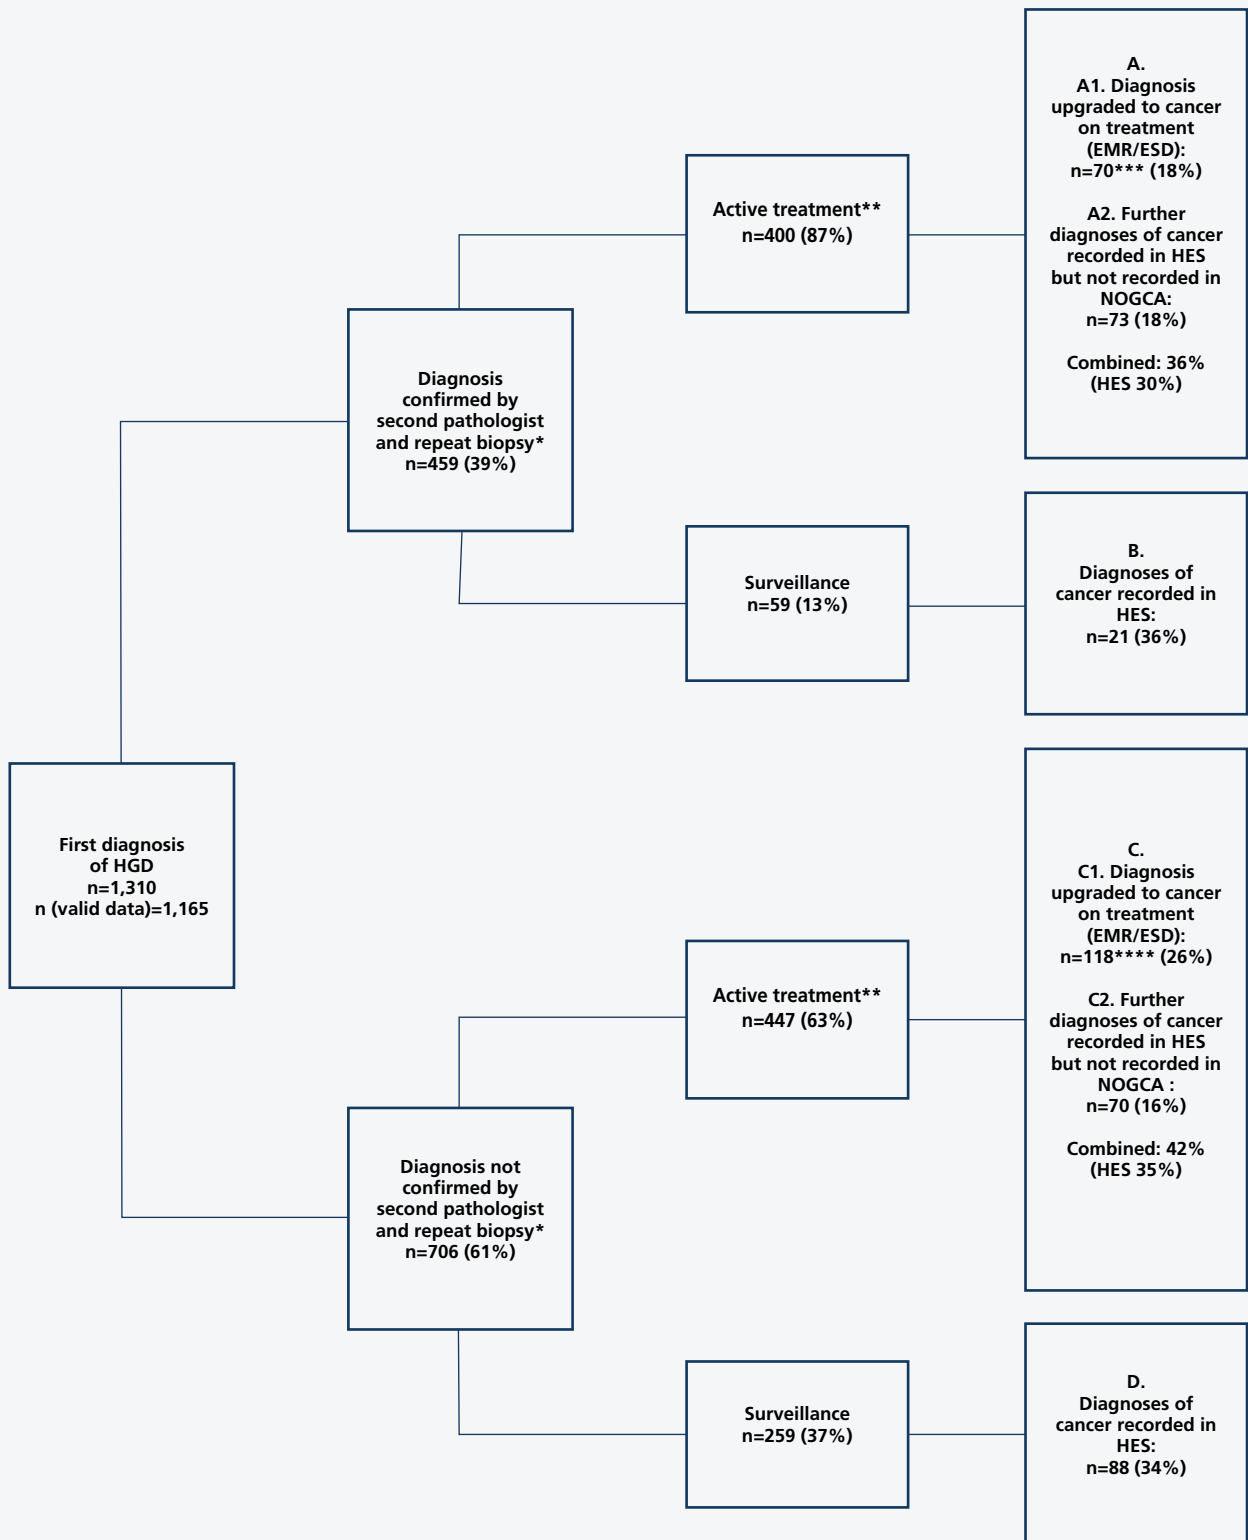 First diagnosis
of HGD
n=1,310
n (valid data)=1,165
Diagnosis
confirmed by
second pathologist
and repeat biopsy*
n=459 (39%)
Active treatment**
n=400 (87%)
A.
A1. Diagnosis
upgraded to cancer
on treatment
(EMR/ESD):
n=70*** (18%)
A2. Further
diagnoses of cancer
recorded in HES
but not recorded in
NOGCA:
n=73 (18%)
Combined: 36%
(HES 30%)
Surveillance
n=59 (13%)
B.
Diagnoses of
cancer recorded in
HES:
n=21 (36%)
Diagnosis not
confirmed by
second pathologist
and repeat biopsy*
n=706 (61%)
Active treatment**
n=447 (63%)
C.
C1. Diagnosis
upgraded to cancer
on treatment
(EMR/ESD):
n=118**** (26%)
C2. Further
diagnoses of cancer
recorded in HES
but not recorded in
NOGCA :
n=70 (16%)
Combined: 42%
(HES 35%)
Surveillance
n=259 (37%)
D.
Diagnoses of
cancer recorded in
HES:
n=88 (34%)